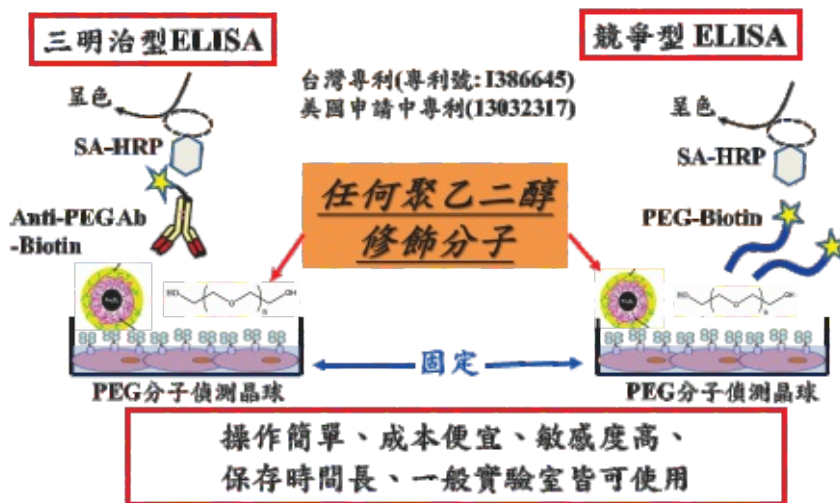 三明治型ELISA
競爭型 ELISA
台灣專利(專利號: I386645)
美國申請中專利(13032317)
呈色
呈色
SA-HRP
SA-HRP
任何聚乙二醇
修飾分子
Anti-PEGAb
-Biotin
PEG-Biotin
HO
O
n
OH
HO
O
n
OH
固定
PEG分子偵測晶球
PEG分子偵測晶球
操作簡單、成本便宜、敏感度高、
保存時間長、一般實驗室皆可使用